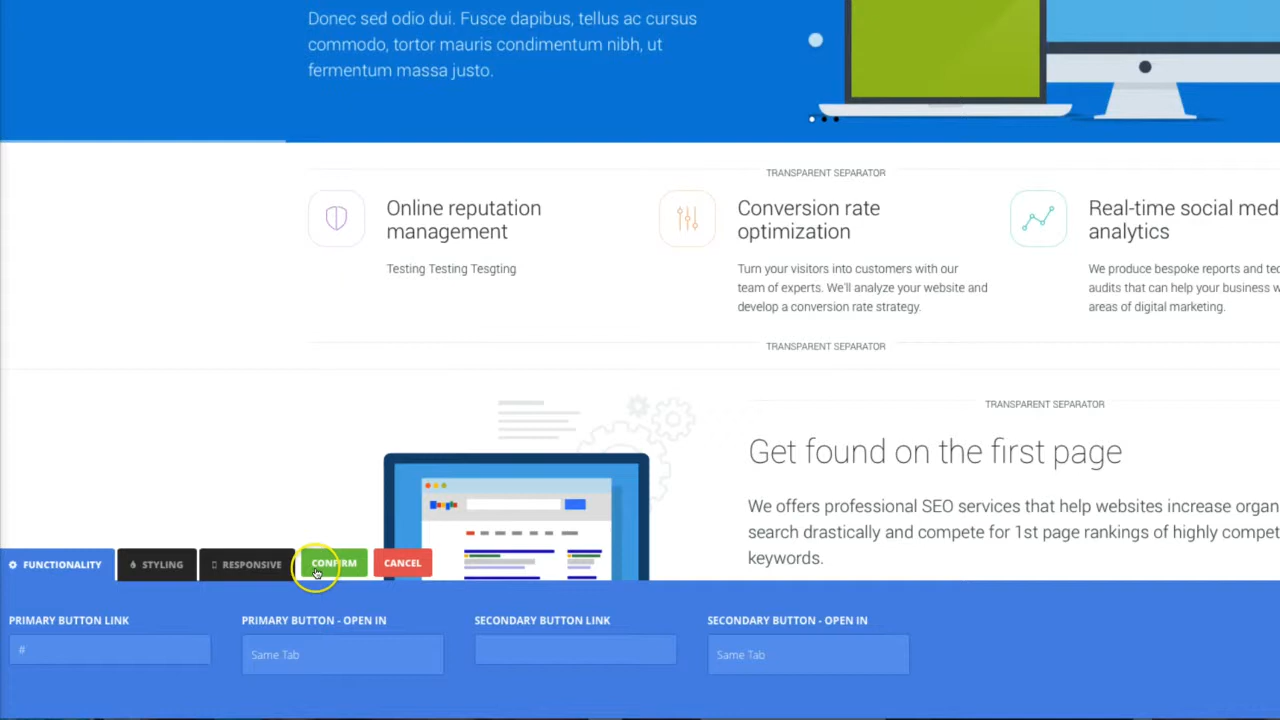 Donec sed odio dui. Fusce dapibus, tellus ac cursus
commodo, tortor mauris condimentum nibh, ut
fermentum massa justo.
TRANSPARENT SEPARATOR
Online reputation
management
Testing Testing Tesgting
Conversion rate
optimization
Turn your visitors into customers with our
team of experts. We'll analyze your website and
develop a conversion rate strategy.
Real-time social med
analytics
We produce bespoke reports and tec
audits that can help your business w
areas of digital marketing.
TRANSPARENT SEPARATOR
TRANSPARENT SEPARATOR
Get found on the first page
We offers professional SEO services that help websites increase organ
search drastically and compete for 1st page rankings of highly compet
keywords.
FUNCTIONALITY
STYLING
RESPONSIVE
CONFIRM
CANCEL
PRIMARY BUTTON LINK
#
PRIMARY BUTTON - OPEN IN
Same Tab
SECONDARY BUTTON LINK
SECONDARY BUTTON - OPEN IN
Same Tab